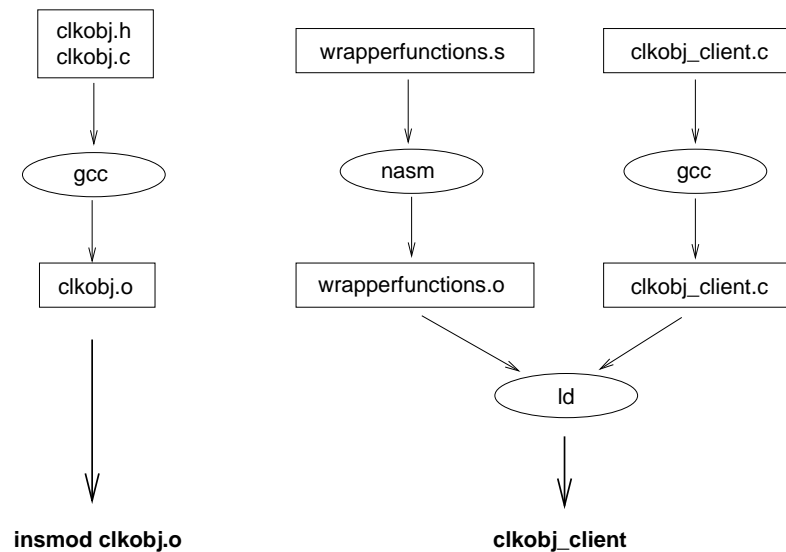 clkobj.h
clkobj.c
wrapperfunctions.s
clkobj_client.c
gcc
nasm
gcc
clkobj.o
wrapperfunctions.o
clkobj_client.c
ld
insmod clkobj.o
clkobj_client